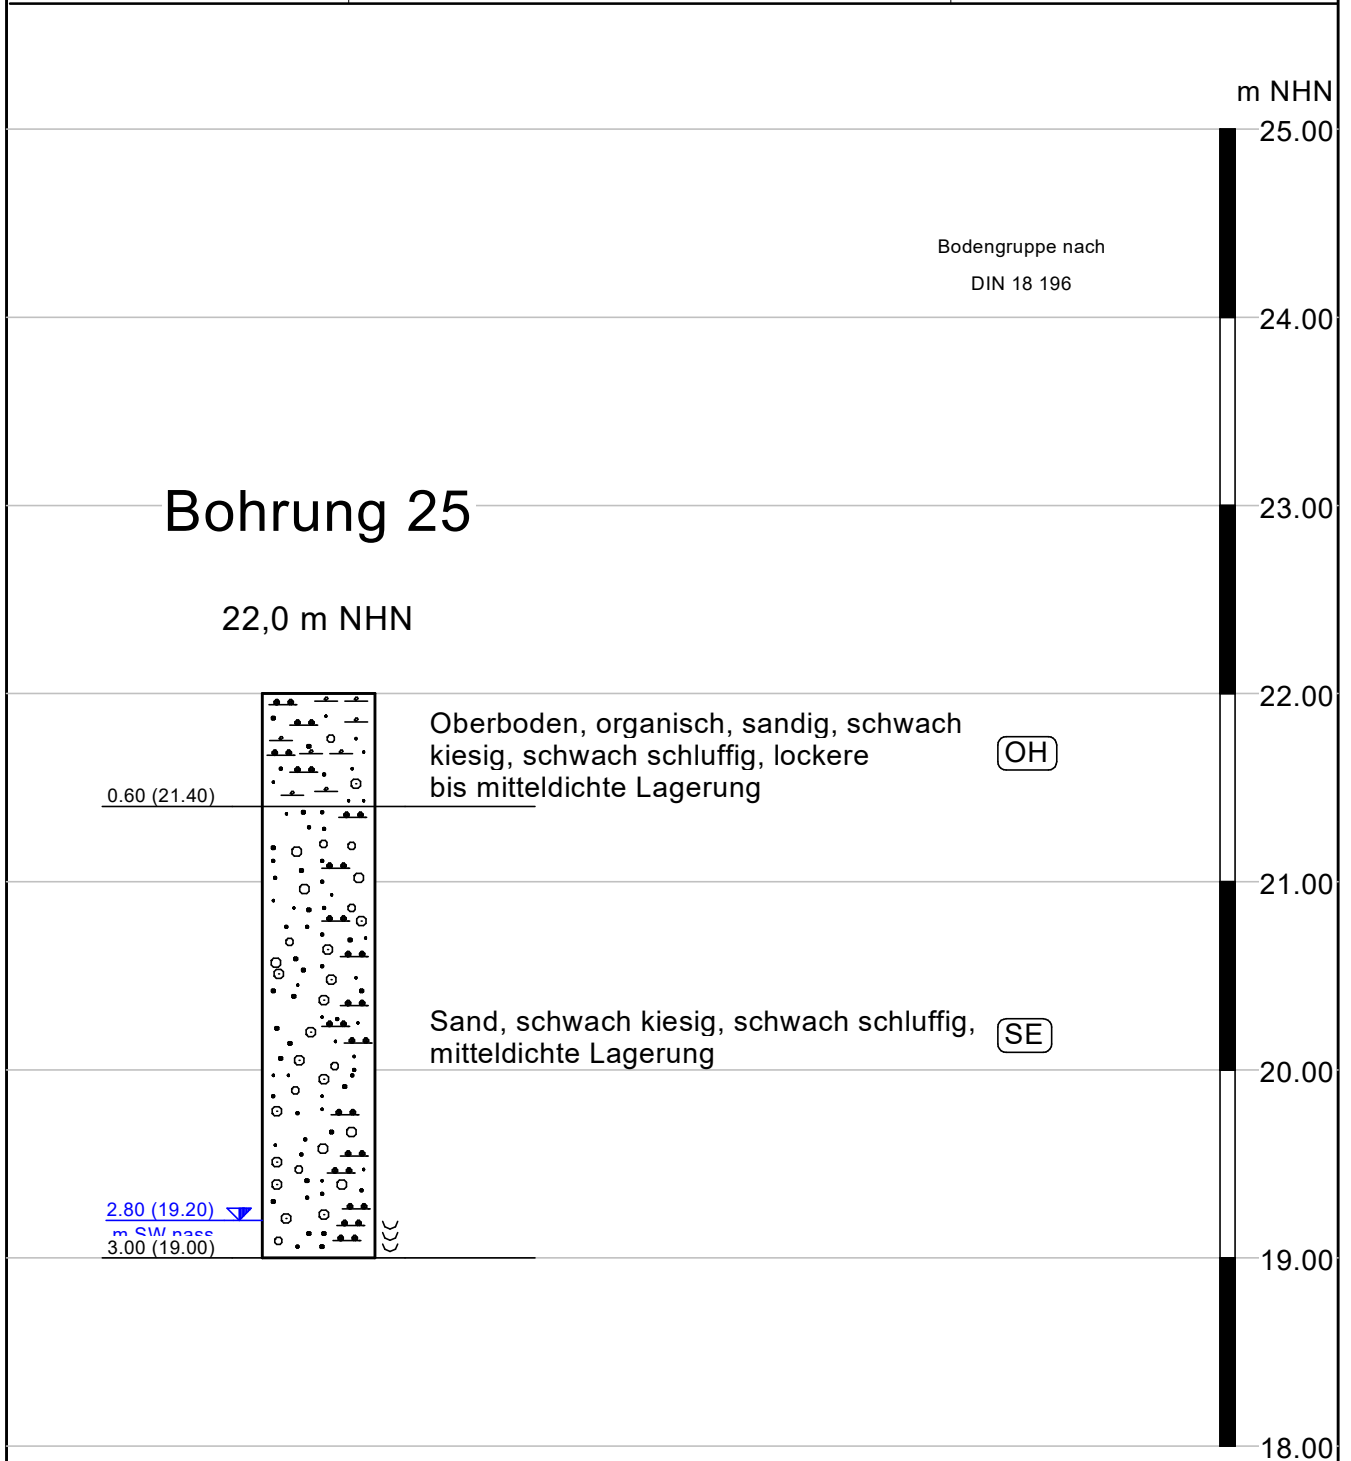 m NHN
25.00
Bodengruppe nach
DIN 18 196
24.00
Bohrung 25
23.00
22,0 m NHN
22.00
Oberboden, organisch, sandig, schwach
kiesig, schwach schluffig, lockere
bis mitteldichte Lagerung
OH
0.60 (21.40)
21.00
Sand, schwach kiesig, schwach schluffig,
mitteldichte Lagerung
SE
20.00
2.80 (19.20)
m SW nass
3.00 (19.00)
19.00
18.00